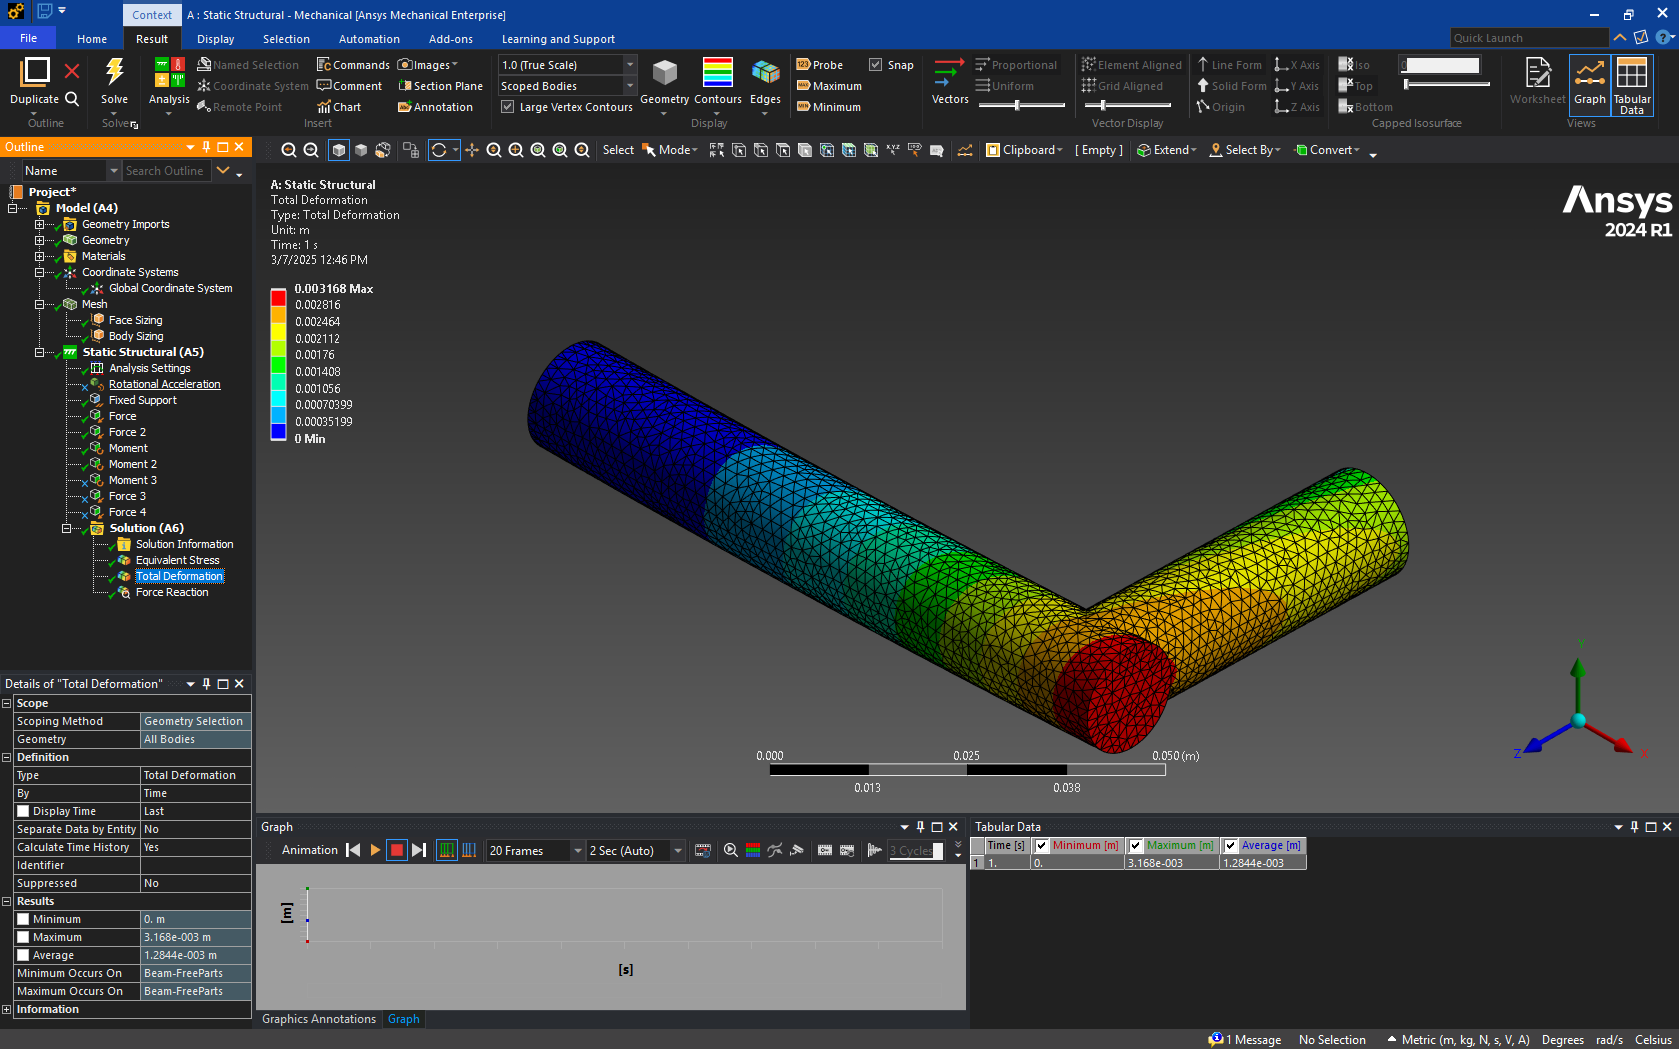 Context A : Static Structural - Mechanical [Ansys Mechanical Enterprise]
File Home Result Display Selection Automation Add-ons Learning and Support Quick Launch
Duplicate
Outline
Solve
Solver
Analysis
Named Selection
Coordinate System
Remote Point
Commands
Comment
Chart
Images
Section Plane
Annotation
Insert
1.0 (True Scale)
Scoped Bodies
Large Vertex Contours
Geometry Contours Edges
Display
Probe
Maximum
Minimum
Snap
Vectors
Proportional
Uniform
Element Aligned
Grid Aligned
Line Form
Solid Form
Origin
X Axis
Y Axis
Z Axis
Vector Display
Iso
Top
Bottom
0
Capped Isosurface
Worksheet Graph Tabular Data
Views
Outline
Name Search Outline
Select Mode Clipboard [ Empty ] Extend Select By Convert
Project*
Model (A4)
Geometry Imports
Geometry
Materials
Coordinate Systems
Global Coordinate System
Mesh
Face Sizing
Body Sizing
Static Structural (A5)
Analysis Settings
Rotational Acceleration
Fixed Support
Force
Force 2
Moment
Moment 2
Moment 3
Force 3
Force 4
Solution (A6)
Solution Information
Equivalent Stress
Total Deformation
Force Reaction
A: Static Structural
Total Deformation
Type: Total Deformation
Unit: m
Time: 1 s
3/7/2025 12:46 PM
0.003168 Max
0.002816
0.002464
0.002112
0.00176
0.001408
0.001056
0.00070399
0.00035199
0 Min
Ansys
2024 R1
0.000 0.025 0.050 (m)
0.013 0.038
Y
Z X
Details of "Total Deformation"
Scope
Scoping Method Geometry Selection
Geometry All Bodies
Definition
Type Total Deformation
By Time
Display Time Last
Separate Data by Entity No
Calculate Time History Yes
Identifier
Suppressed No
Results
Minimum 0. m
Maximum 3.168e-003 m
Average 1.2844e-003 m
Minimum Occurs On Beam-FreeParts
Maximum Occurs On Beam-FreeParts
Information
Graph
Animation 20 Frames 2 Sec (Auto) 3 Cycles
[m]
[s]
Graphics Annotations Graph
Tabular Data
Time [s] Minimum [m] Maximum [m] Average [m]
1 1. 0. 3.168e-003 1.2844e-003
1 Message No Selection Metric (m, kg, N, s, V, A) Degrees rad/s Celsius